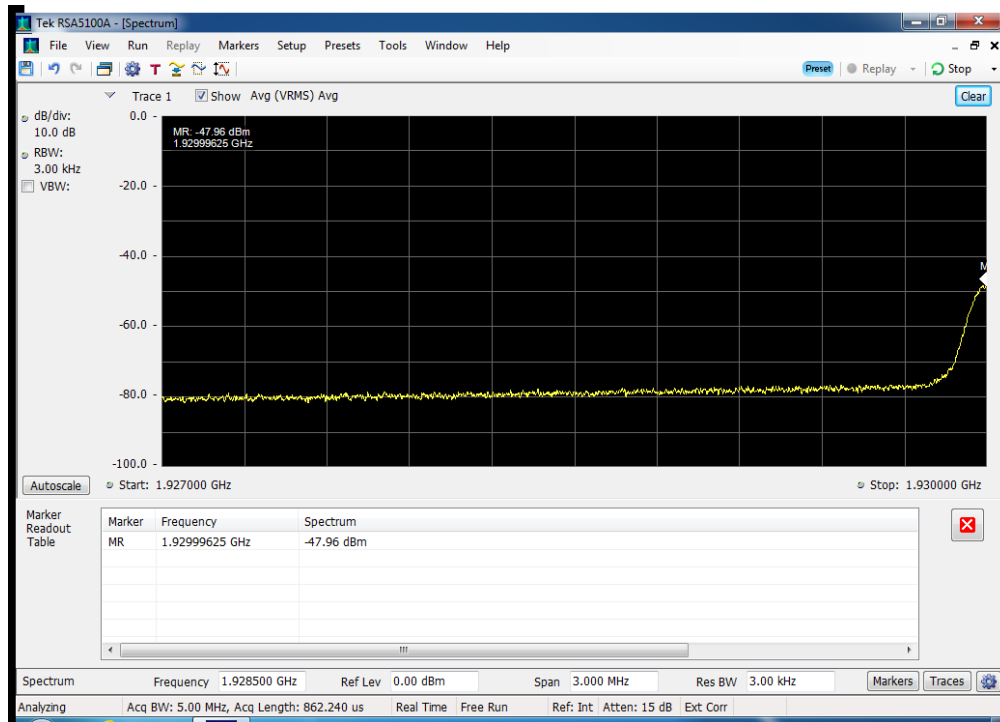 Tek RSA5100A - [Spectrum]
File View Run Replay Markers Setup Presets Tools Window Help
T Preset Replay Stop
Trace 1 Show Avg (VRMS) Avg Clear
dB/div:
10.0 dB
RBW:
3.00 kHz
VBW:
0.0
-20.0
-40.0
-60.0
-80.0
-100.0
MR: -47.96 dBm
1.92999625 GHz
M
Autoscale Start: 1.927000 GHz Stop: 1.930000 GHz
Marker
Readout
Table
Marker Frequency Spectrum
MR 1.92999625 GHz -47.96 dBm
Spectrum Frequency 1.928500 GHz Ref Lev 0.00 dBm Span 3.000 MHz Res BW 3.00 kHz Markers Traces
Analyzing Acq BW: 5.00 MHz, Acq Length: 862.240 us Real Time Free Run Ref: Int Atten: 15 dB Ext Corr